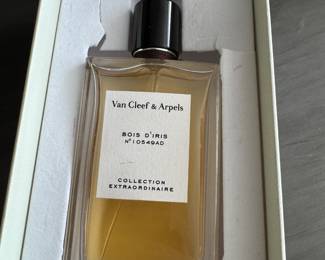 Van Cleef & Arpels
BOIS D'IRIS
N° 10549AD
COLLECTION
EXTRAORDINAIRE